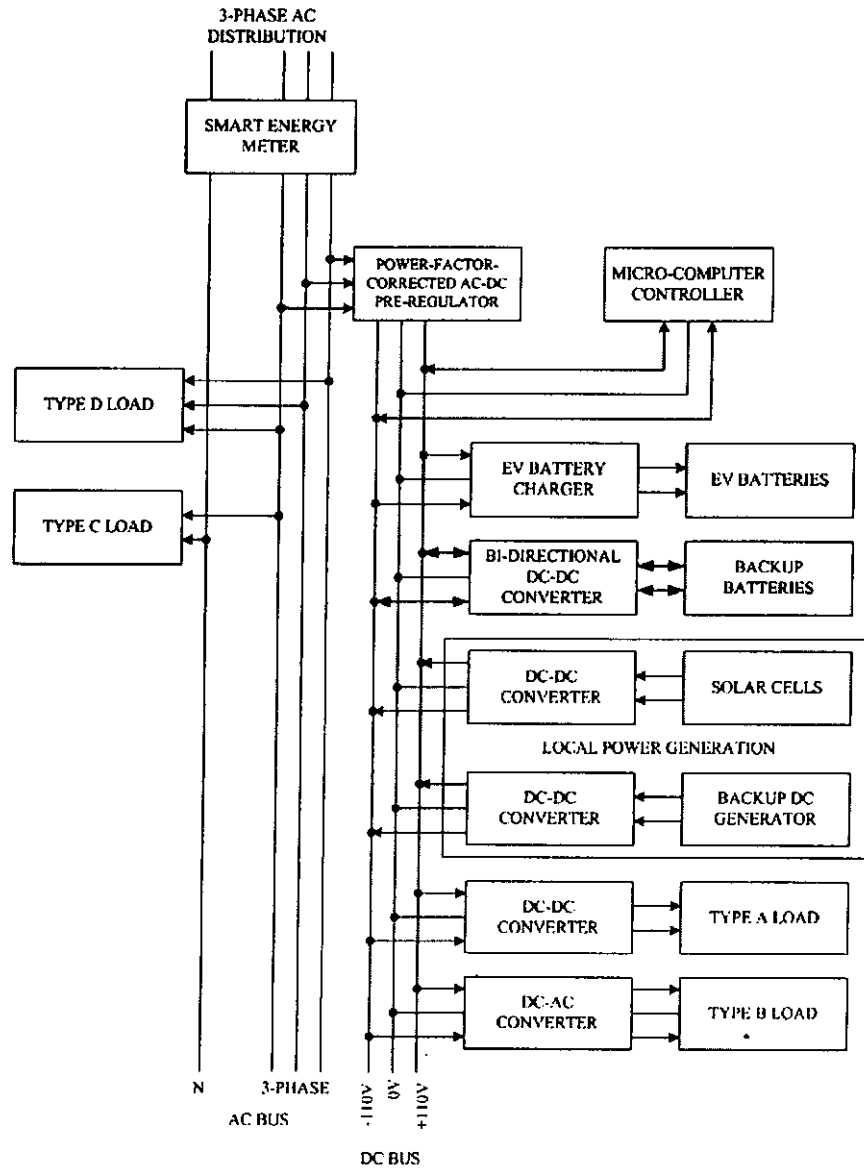 3-PHASE AC
DISTRIBUTION
SMART ENERGY
METER
POWER-FACTOR-
CORRECTED AC-DC
PRE-REGULATOR
MICRO-COMPUTER
CONTROLLER
TYPE D LOAD
EV BATTERY
CHARGER
EV BATTERIES
TYPE C LOAD
BI-DIRECTIONAL
DC-DC
CONVERTER
BACKUP
BATTERIES
DC-DC
CONVERTER
SOLAR CELLS
LOCAL POWER GENERATION
DC-DC
CONVERTER
BACKUP DC
GENERATOR
DC-DC
CONVERTER
TYPE A LOAD
DC-AC
CONVERTER
TYPE B LOAD
N
3-PHASE
-110V
0V
+110V
AC BUS
DC BUS